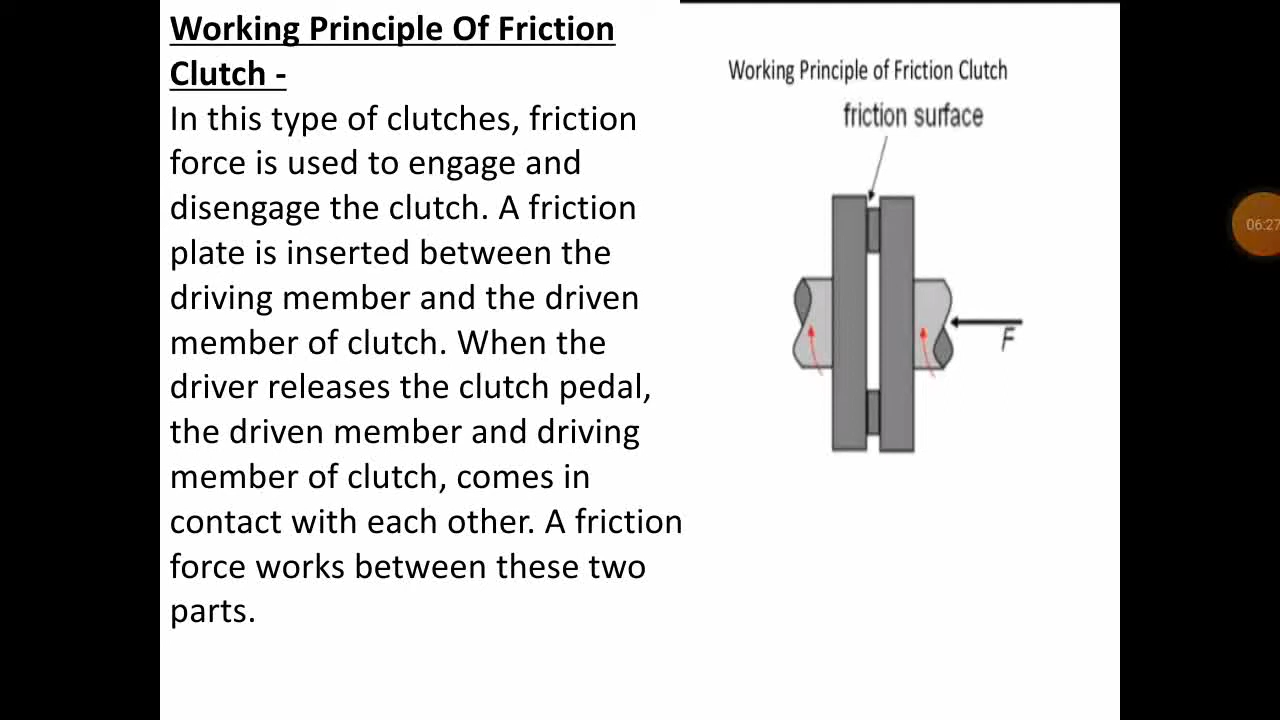 Working Principle Of Friction
Clutch -
In this type of clutches, friction
force is used to engage and
disengage the clutch. A friction
plate is inserted between the
driving member and the driven
member of clutch. When the
driver releases the clutch pedal,
the driven member and driving
member of clutch, comes in
contact with each other. A friction
force works between these two
parts.
Working Principle of Friction Clutch
friction surface
F
06:27